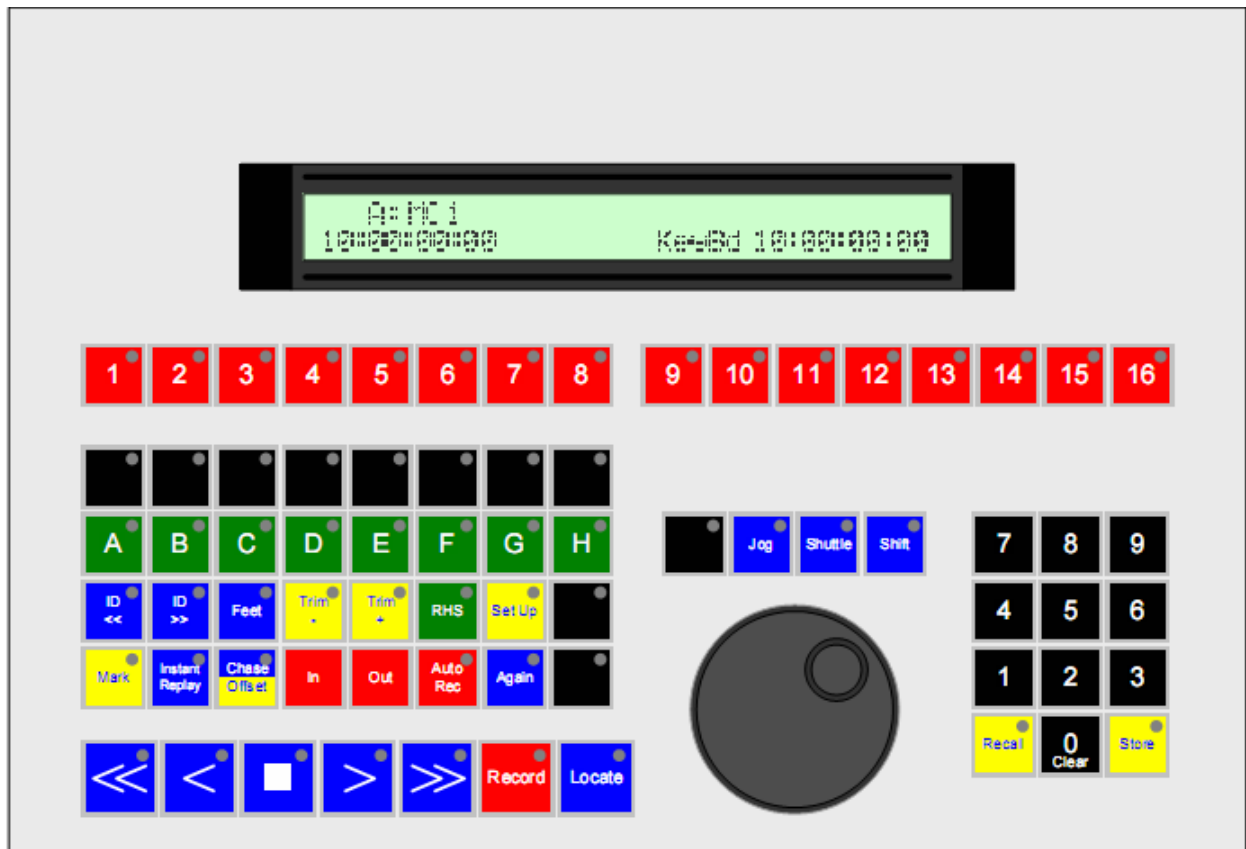 A: MC i
10:00:00:00 KeyBd 10:00:00:00
1 2 3 4 5 6 7 8 9 10 11 12 13 14 15 16
A B C D E F G H
Jog Shuttle Shift
7 8 9
ID << ID >> Feet Trim - Trim + RHS Set Up
4 5 6
Mark Instant Replay Chase Offset In Out Auto Rec Again
1 2 3
Recall 0 Clear Store
<< < > >> Record Locate